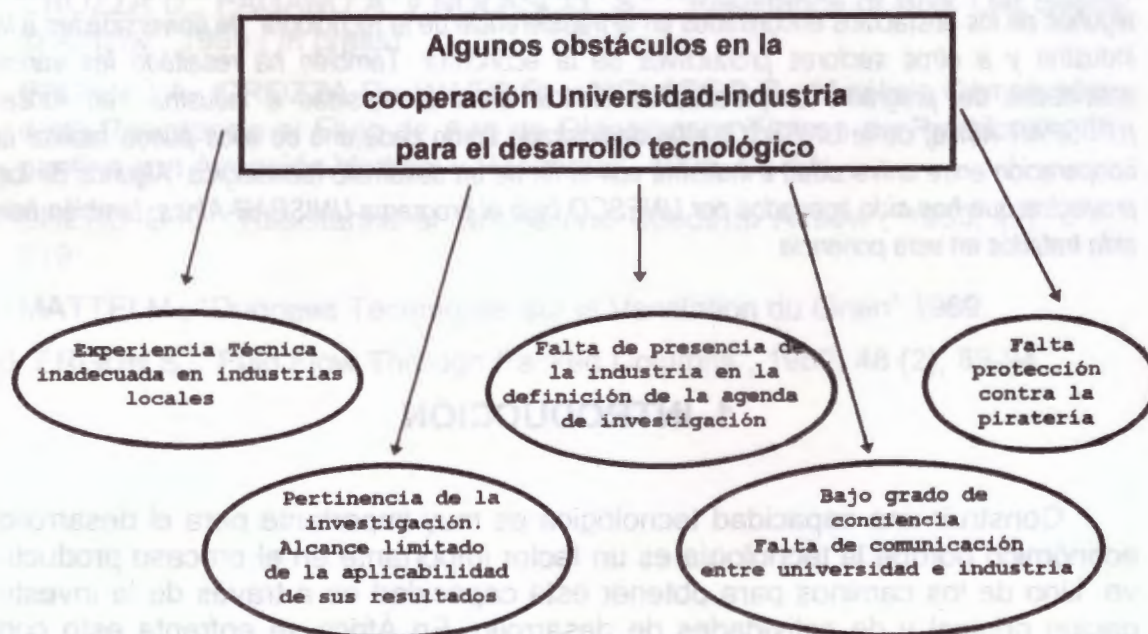 Algunos obstáculos en la
cooperación Universidad-Industria
para el desarrollo tecnológico
Experiencia Técnica
inadecuada en industrias
locales
Falta de presencia de
la industria en la
definición de la agenda
de investigación
Falta
protección
contra la
piratería
Pertinencia de la
investigación.
Alcance limitado
de la aplicabilidad
de sus resultados
Bajo grado de
conciencia
Falta de comunicación
entre universidad e industria